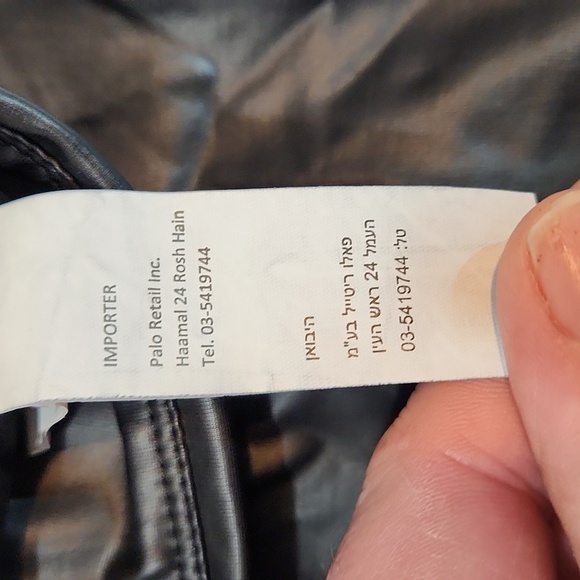 IMPORTER
Palo Retail Inc.
Haamal 24 Rosh Hain
Tel. 03-5419744
היבואן
פאלו ריטייל בע"מ
העמל 24 ראש העין
טל: 03-5419744